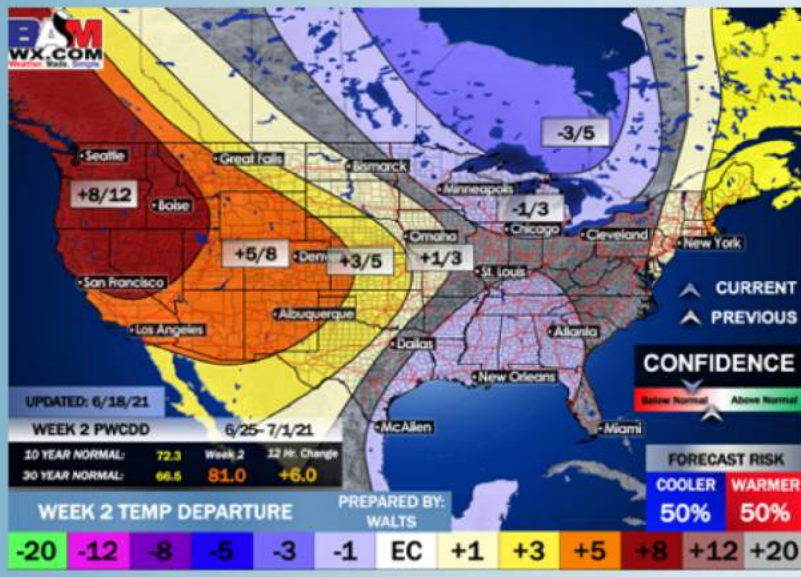 BAM
WX.COM
Weather. Made. Simple.
Seattle
Great Falls
Bismarck
-3/5
+8/12
Boise
Minneapolis
-1/3
Chicago
Cleveland
New York
Omaha
+5/8
Denver
+3/5
+1/3
St. Louis
San Francisco
Albuquerque
Los Angeles
Atlanta
Dallas
New Orleans
McAllen
Miami
CURRENT
PREVIOUS
CONFIDENCE
Below Normal
Above Normal
UPDATED: 6/18/21
WEEK 2 PWCDD 6/25-7/1/21
10 YEAR NORMAL: 72.3 Week 2 12 Hr. Change
30 YEAR NORMAL: 66.5 81.0 +6.0
FORECAST RISK
COOLER WARMER
50% 50%
WEEK 2 TEMP DEPARTURE
PREPARED BY:
WALTS
-20 -12 -8 -5 -3 -1 EC +1 +3 +5 +8 +12 +20